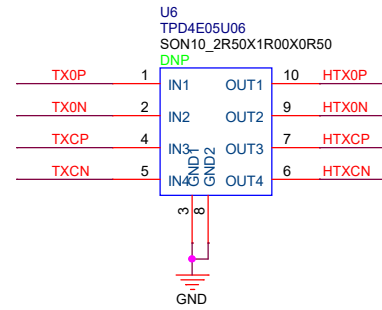 U6
TPD4E05U06
SON10_2R50X1R00X0R50
DNP
TX0P 1 IN1 OUT1 10 HTX0P
TX0N 2 IN2 OUT2 9 HTX0N
TXCP 4 IN3 OUT3 7 HTXCP
TXCN 5 IN4 OUT4 6 HTXCN
GND1
GND2
3
8
GND